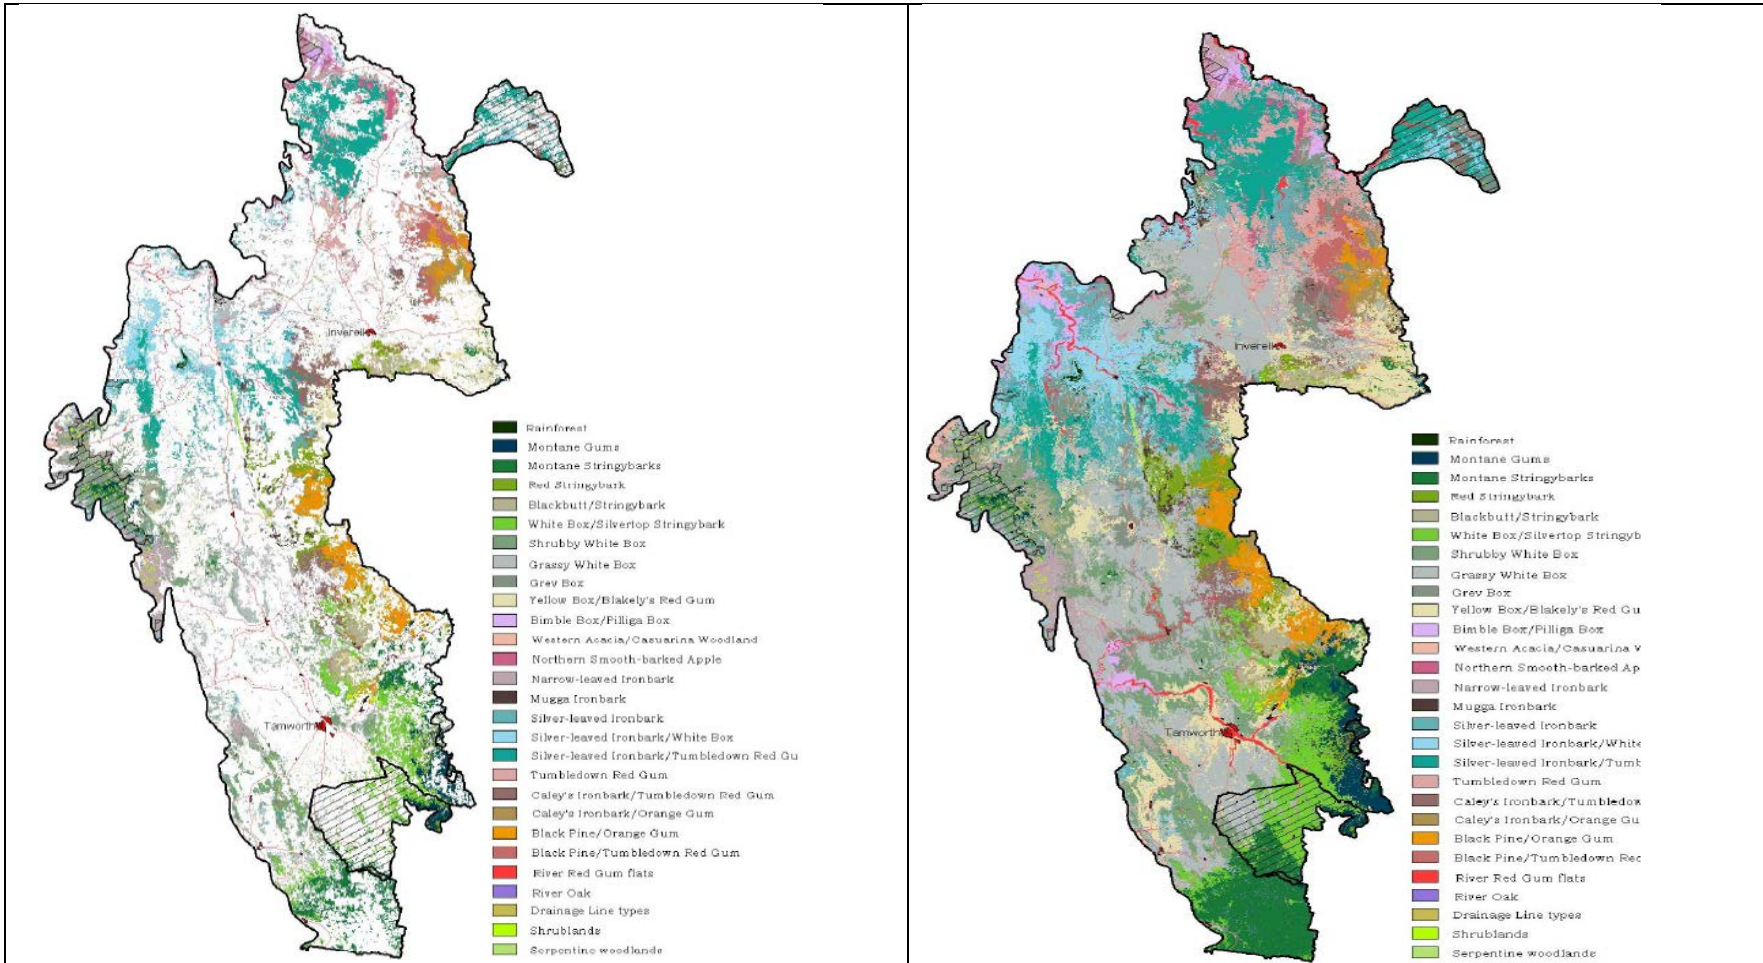 Inverell
Tamworth
Rainforest
Montane Gums
Montane Stringybarks
Red Stringybark
Blackbutt/Stringybark
White Box/Silvertop Stringybark
Shrubby White Box
Grassy White Box
Grey Box
Yellow Box/Blakely's Red Gum
Bimble Box/Pilliga Box
Western Acacia/Casuarina Woodland
Northern Smooth-barked Apple
Narrow-leaved Ironbark
Mugga Ironbark
Silver-leaved Ironbark
Silver-leaved Ironbark/White Box
Silver-leaved Ironbark/Tumbledown Red Gu
Tumbledown Red Gum
Caley's Ironbark/Tumbledown Red Gum
Caley's Ironbark/Orange Gum
Black Pine/Orange Gum
Black Pine/Tumbledown Red Gum
River Red Gum flats
River Oak
Drainage Line types
Shrublands
Serpentine woodlands
Inverell
Tamworth
Rainforest
Montane Gums
Montane Stringybarks
Red Stringybark
Blackbutt/Stringybark
White Box/Silvertop Stringyb
Shrubby White Box
Grassy White Box
Grey Box
Yellow Box/Blakely's Red Gu
Bimble Box/Pilliga Box
Western Acacia/Casuarina W
Northern Smooth-barked Ap
Narrow-leaved Ironbark
Mugga Ironbark
Silver-leaved Ironbark
Silver-leaved Ironbark/White
Silver-leaved Ironbark/Tumb
Tumbledown Red Gum
Caley's Ironbark/Tumbledow
Caley's Ironbark/Orange Gu
Black Pine/Orange Gum
Black Pine/Tumbledown Red
River Red Gum flats
River Oak
Drainage Line types
Shrublands
Serpentine woodlands